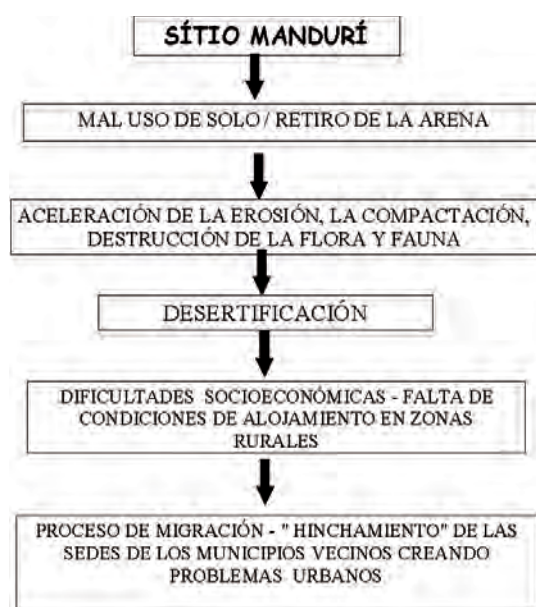 SÍTIO MANDURÍ
MAL USO DE SOLO / RETIRO DE LA ARENA
ACELERACIÓN DE LA EROSIÓN, LA COMPACTACIÓN,
DESTRUCCIÓN DE LA FLORA Y FAUNA
DESERTIFICACIÓN
DIFICULTADES SOCIOECONÓMICAS - FALTA DE
CONDICIONES DE ALOJAMIENTO EN ZONAS
RURALES
PROCESO DE MIGRACIÓN - " HINCHAMIENTO" DE LAS
SEDES DE LOS MUNICIPIOS VECINOS CREANDO
PROBLEMAS URBANOS